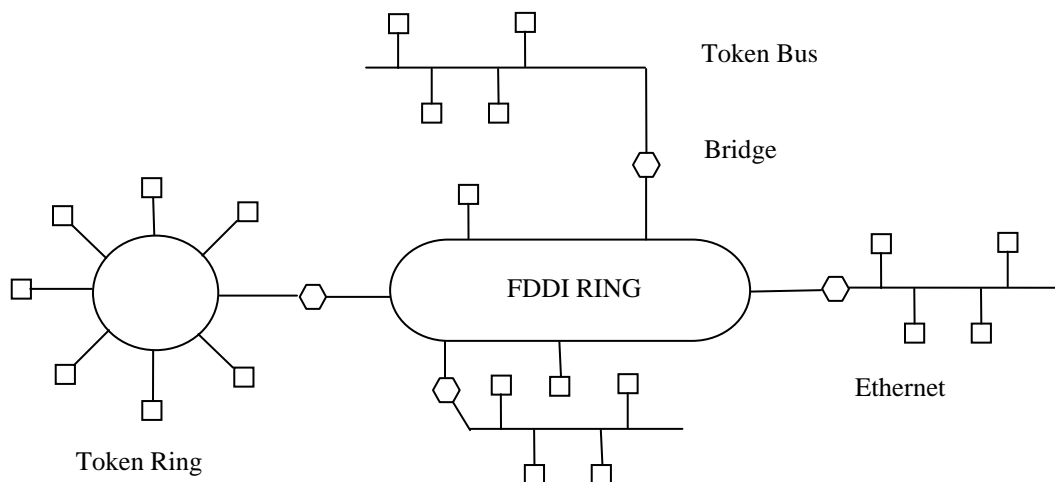 Token Bus
Bridge
FDDI RING
Ethernet
Token Ring